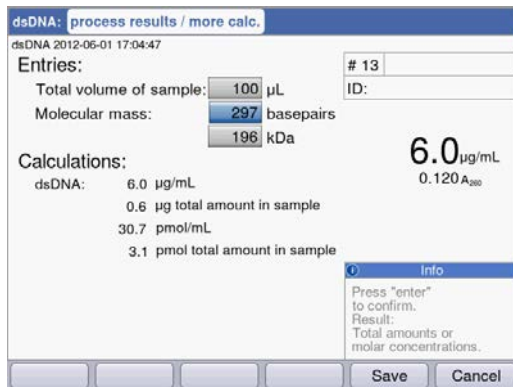 dsDNA: process results / more calc.
dsDNA 2012-06-01 17:04:47
Entries:
Total volume of sample: 100 µL
Molecular mass: 297 basepairs
196 kDa
Calculations:
dsDNA: 6.0 µg/mL
0.6 µg total amount in sample
30.7 pmol/mL
3.1 pmol total amount in sample
# 13
ID:
6.0 µg/mL
0.120 A260
Info
Press "enter"
to confirm.
Result:
Total amounts or
molar concentrations.
Save Cancel